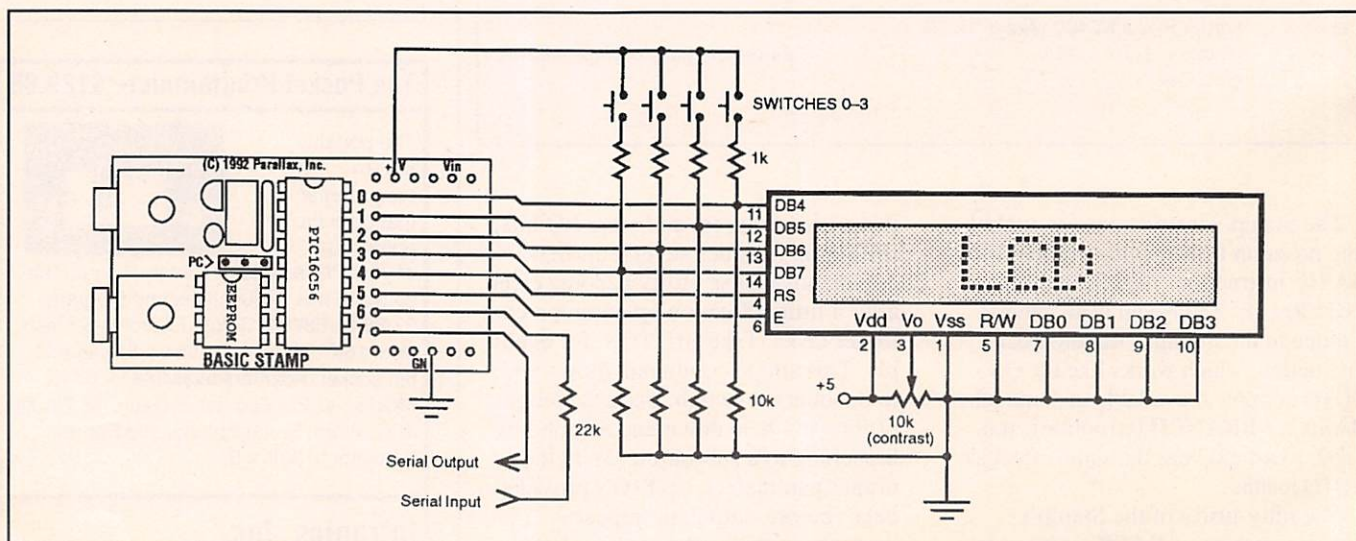 (C) 1992 Parallax, Inc.
+V
Vin
0
1
2
3
4
5
6
7
PIC16C56
PC>
EEPROM
BASIC STAMP
GN
SWITCHES 0–3
1k
10k
22k
Serial Output
Serial Input
11 DB4
12 DB5
13 DB6
14 DB7
4 RS
6 E
LCD
Vdd Vo Vss R/W DB0 DB1 DB2 DB3
2 3 1 5 7 8 9 10
+5
10k
(contrast)